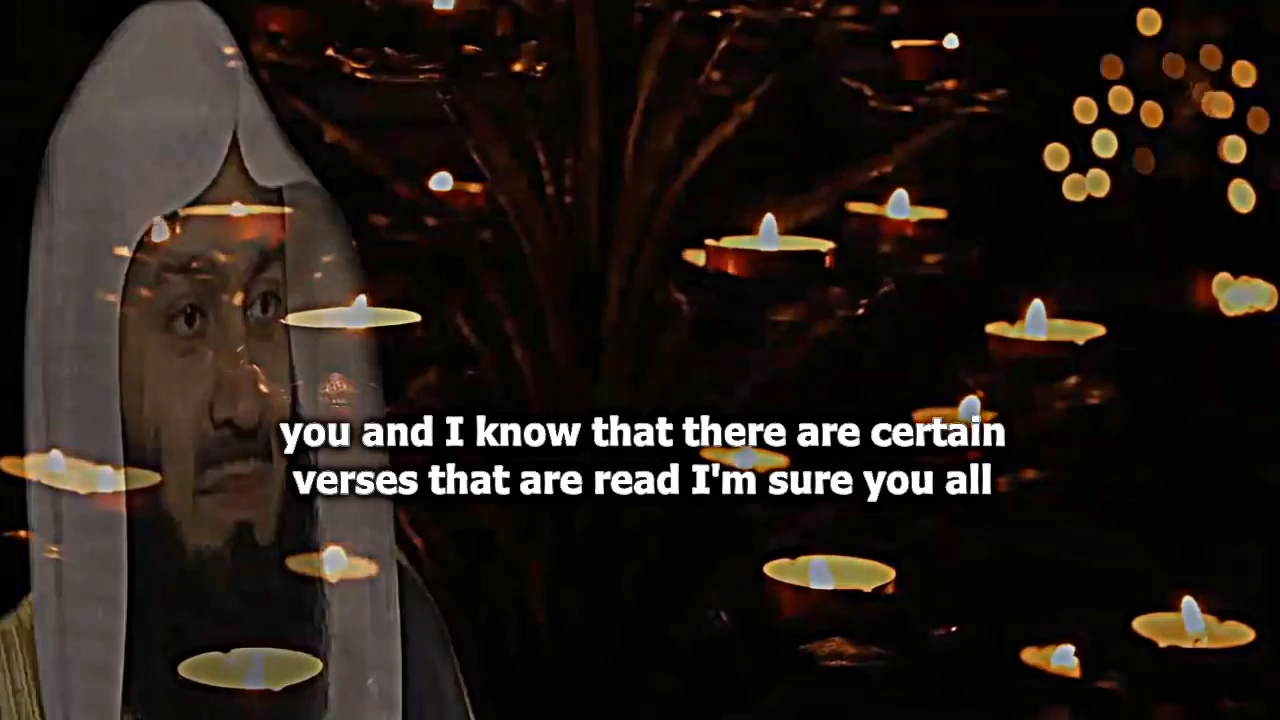 you and I know that there are certain
verses that are read I'm sure you all